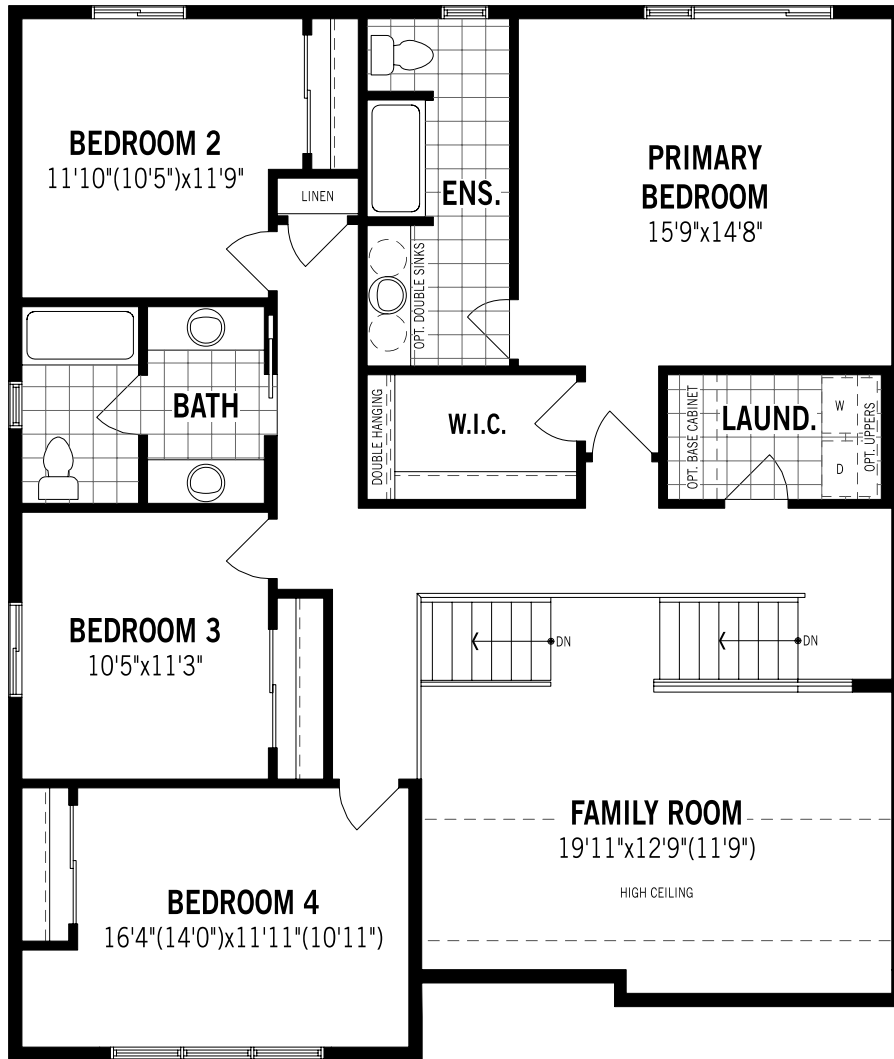 BEDROOM 2
11'10"(10'5")x11'9"
LINEN
ENS.
OPT. DOUBLE SINKS
PRIMARY
BEDROOM
15'9"x14'8"
BATH
DOUBLE HANGING
W.I.C.
OPT. BASE CABINET
LAUND.
W
D
OPT. UPPERS
BEDROOM 3
10'5"x11'3"
DN
DN
FAMILY ROOM
19'11"x12'9"(11'9")
HIGH CEILING
BEDROOM 4
16'4"(14'0")x11'11"(10'11")